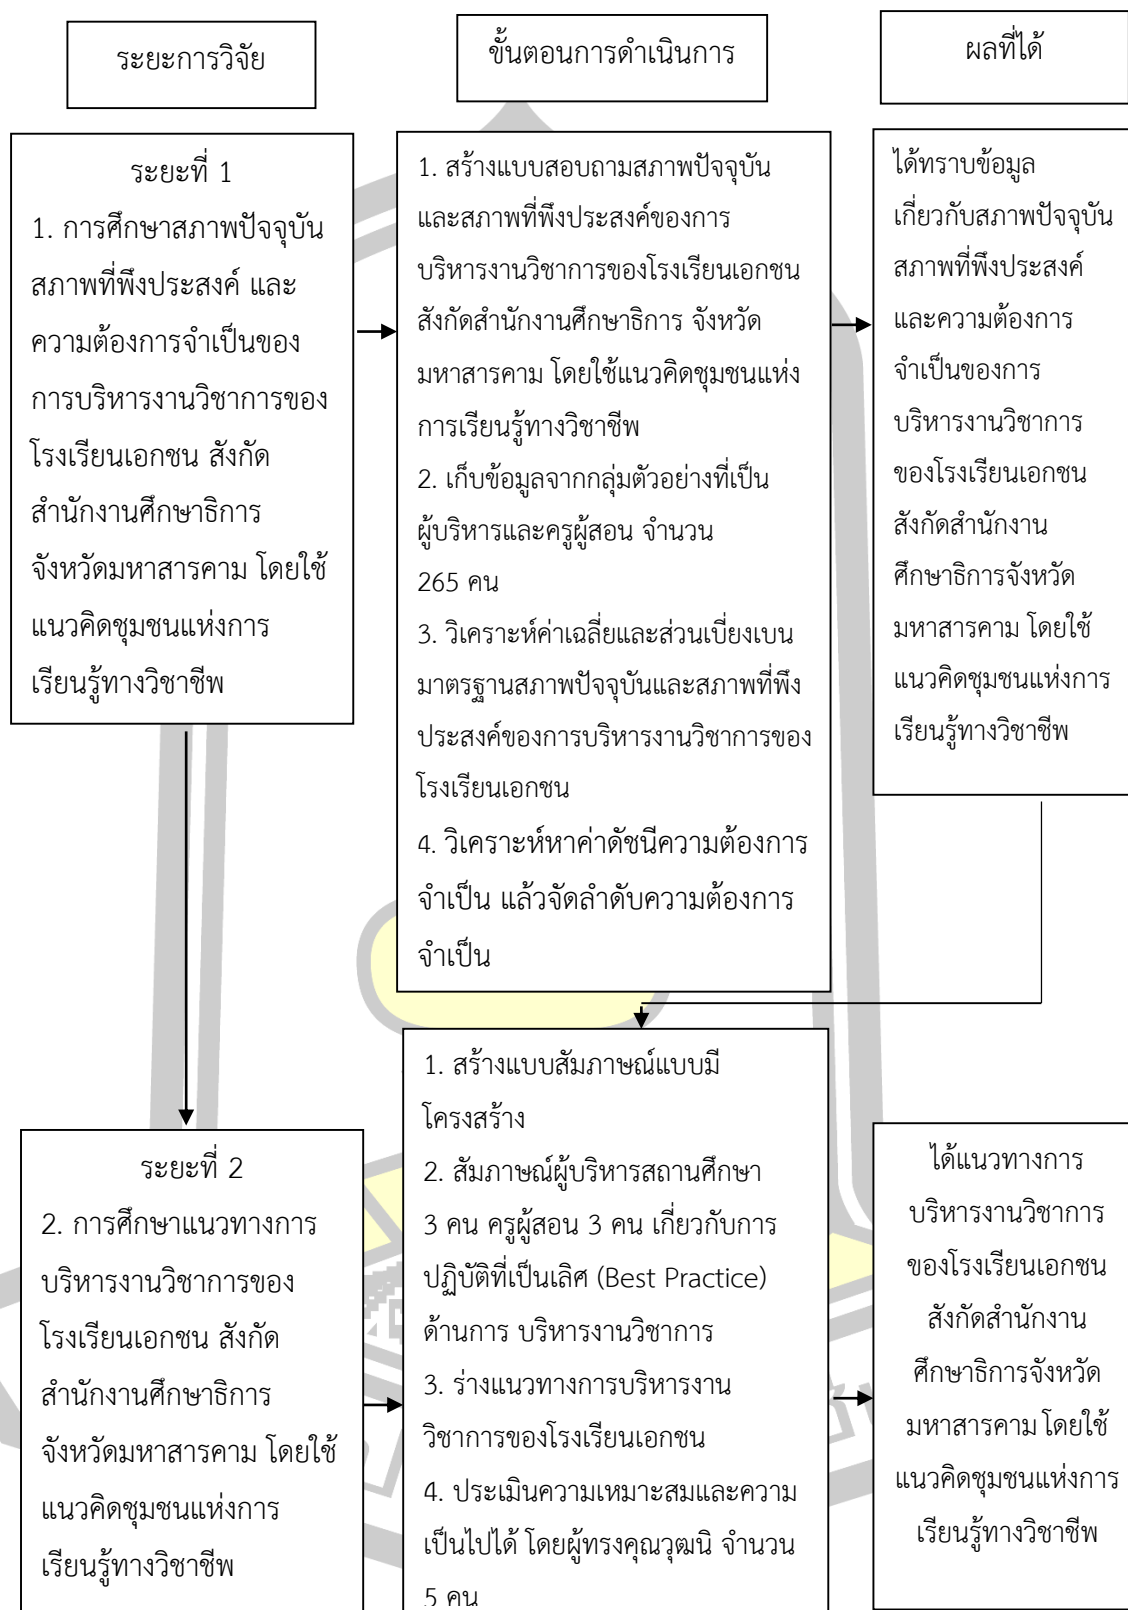 ระยะการวิจัย
ขั้นตอนการดำเนินการ
ผลที่ได้
ระยะที่ 1
1. การศึกษาสภาพปัจจุบัน
สภาพที่พึงประสงค์ และ
ความต้องการจำเป็นของ
การบริหารงานวิชาการของ
โรงเรียนเอกชน สังกัด
สำนักงานศึกษาธิการ
จังหวัดมหาสารคาม โดยใช้
แนวคิดชุมชนแห่งการ
เรียนรู้ทางวิชาชีพ
1. สร้างแบบสอบถามสภาพปัจจุบัน
และสภาพที่พึงประสงค์ของการ
บริหารงานวิชาการของโรงเรียนเอกชน
สังกัดสำนักงานศึกษาธิการ จังหวัด
มหาสารคาม โดยใช้แนวคิดชุมชนแห่ง
การเรียนรู้ทางวิชาชีพ
2. เก็บข้อมูลจากกลุ่มตัวอย่างที่เป็น
ผู้บริหารและครูผู้สอน จำนวน
265 คน
3. วิเคราะห์ค่าเฉลี่ยและส่วนเบี่ยงเบน
มาตรฐานสภาพปัจจุบันและสภาพที่พึง
ประสงค์ของการบริหารงานวิชาการของ
โรงเรียนเอกชน
4. วิเคราะห์หาค่าดัชนีความต้องการ
จำเป็น แล้วจัดลำดับความต้องการ
จำเป็น
ได้ทราบข้อมูล
เกี่ยวกับสภาพปัจจุบัน
สภาพที่พึงประสงค์
และความต้องการ
จำเป็นของการ
บริหารงานวิชาการ
ของโรงเรียนเอกชน
สังกัดสำนักงาน
ศึกษาธิการจังหวัด
มหาสารคาม โดยใช้
แนวคิดชุมชนแห่งการ
เรียนรู้ทางวิชาชีพ
ระยะที่ 2
2. การศึกษาแนวทางการ
บริหารงานวิชาการของ
โรงเรียนเอกชน สังกัด
สำนักงานศึกษาธิการ
จังหวัดมหาสารคาม โดยใช้
แนวคิดชุมชนแห่งการ
เรียนรู้ทางวิชาชีพ
1. สร้างแบบสัมภาษณ์แบบมี
โครงสร้าง
2. สัมภาษณ์ผู้บริหารสถานศึกษา
3 คน ครูผู้สอน 3 คน เกี่ยวกับการ
ปฏิบัติที่เป็นเลิศ (Best Practice)
ด้านการ บริหารงานวิชาการ
3. ร่างแนวทางการบริหารงาน
วิชาการของโรงเรียนเอกชน
4. ประเมินความเหมาะสมและความ
เป็นไปได้ โดยผู้ทรงคุณวุฒนิ จำนวน
5 คน
ได้แนวทางการ
บริหารงานวิชาการ
ของโรงเรียนเอกชน
สังกัดสำนักงาน
ศึกษาธิการจังหวัด
มหาสารคาม โดยใช้
แนวคิดชุมชนแห่งการ
เรียนรู้ทางวิชาชีพ